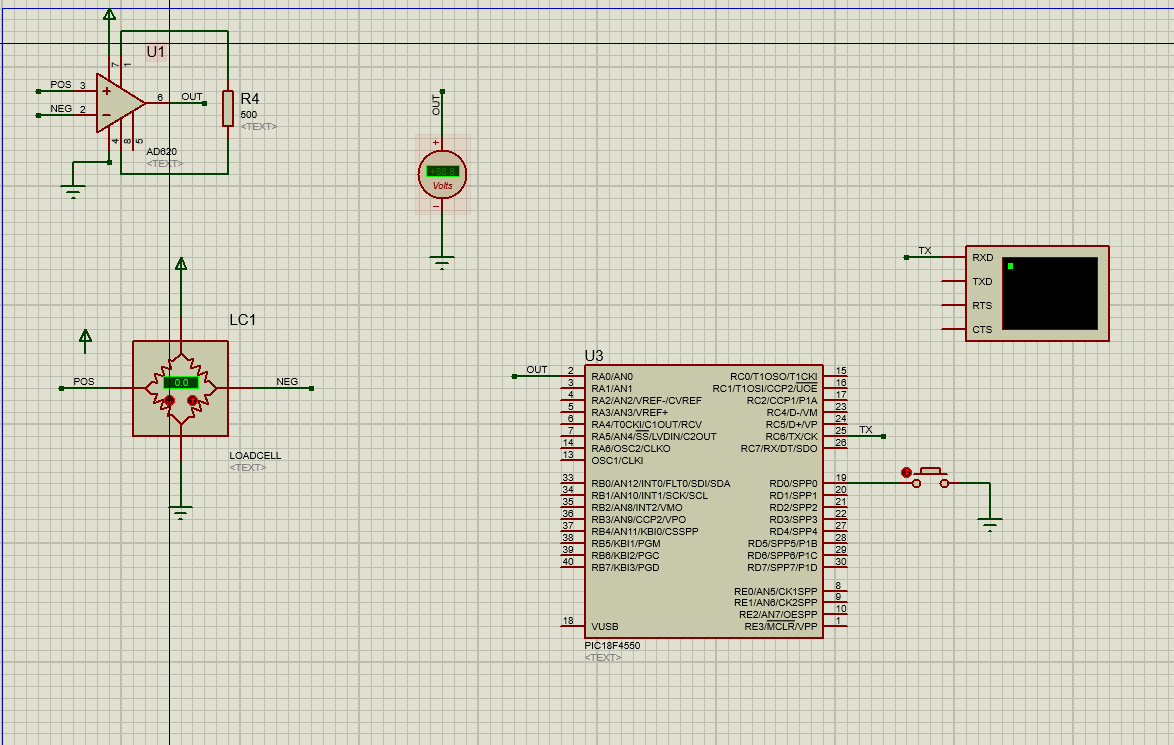 U1
7 1
POS 3
+
6 OUT
NEG 2
4 8 5
AD620
<TEXT>
R4
500
<TEXT>
OUT
+
Volts
TX
RXD
TXD
RTS
CTS
LC1
POS
0.0
NEG
LOADCELL
<TEXT>
U3
OUT
2 RA0/AN0 RC0/T1OSO/T1CKI 15
3 RA1/AN1 RC1/T1OSI/CCP2/UOE 16
4 RA2/AN2/VREF-/CVREF RC2/CCP1/P1A 17
5 RA3/AN3/VREF+ RC4/D-/VM 23
6 RA4/T0CKI/C1OUT/RCV RC5/D+/VP 24
7 RA5/AN4/SS/LVDIN/C2OUT RC6/TX/CK 25 TX
14 RA6/OSC2/CLKO RC7/RX/DT/SDO 26
13 OSC1/CLKI
33 RB0/AN12/INT0/FLT0/SDI/SDA RD0/SPP0 19
34 RB1/AN10/INT1/SCK/SCL RD1/SPP1 20
35 RB2/AN8/INT2/VMO RD2/SPP2 21
36 RB3/AN9/CCP2/VPO RD3/SPP3 22
37 RB4/AN11/KBI0/CSSPP RD4/SPP4 27
38 RB5/KBI1/PGM RD5/SPP5/P1B 28
39 RB6/KBI2/PGC RD6/SPP6/P1C 29
40 RB7/KBI3/PGD RD7/SPP7/P1D 30
RE0/AN5/CK1SPP 8
RE1/AN6/CK2SPP 9
RE2/AN7/OESPP 10
18 VUSB RE3/MCLR/VPP 1
PIC18F4550
<TEXT>